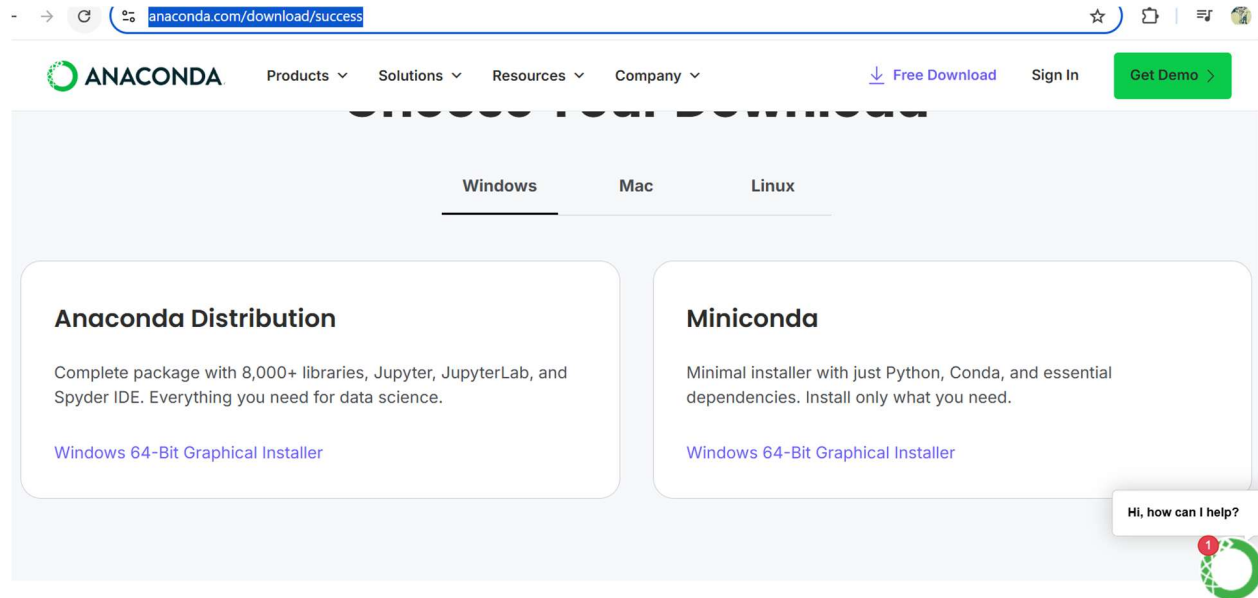 anaconda.com/download/success
ANACONDA.
Products
Solutions
Resources
Company
Free Download
Sign In
Get Demo
Choose Your Download
Windows
Mac
Linux
Anaconda Distribution
Complete package with 8,000+ libraries, Jupyter, JupyterLab, and
Spyder IDE. Everything you need for data science.
Windows 64-Bit Graphical Installer
Miniconda
Minimal installer with just Python, Conda, and essential
dependencies. Install only what you need.
Windows 64-Bit Graphical Installer
Hi, how can I help?
1